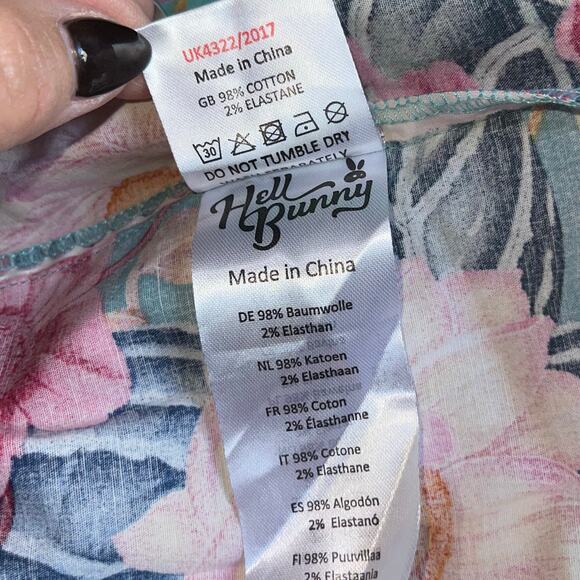 UK4322/2017
Made in China
GB 98% COTTON
2% ELASTANE
30
DO NOT TUMBLE DRY
Hell
Bunny
Made in China
DE 98% Baumwolle
2% Elasthan
NL 98% Katoen
2% Elasthaan
FR 98% Coton
2% Élasthanne
IT 98% Cotone
2% Elasthane
ES 98% Algodón
2% Elastanó
FI 98% Puuvillaa
2% Elastaania